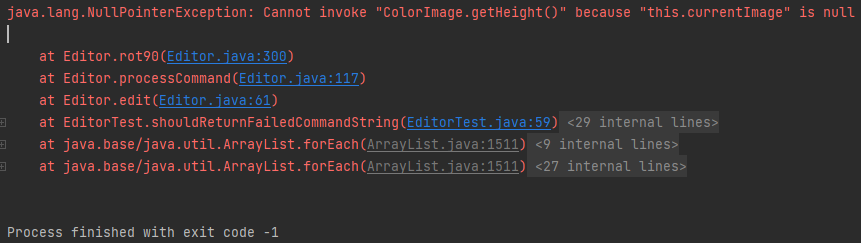 java.lang.NullPointerException: Cannot invoke "ColorImage.getHeight()" because "this.currentImage" is null
at Editor.rot90(Editor.java:300)
at Editor.processCommand(Editor.java:117)
at Editor.edit(Editor.java:61)
at EditorTest.shouldReturnFailedCommandString(EditorTest.java:59) <29 internal lines>
at java.base/java.util.ArrayList.forEach(ArrayList.java:1511) <9 internal lines>
at java.base/java.util.ArrayList.forEach(ArrayList.java:1511) <27 internal lines>
Process finished with exit code -1